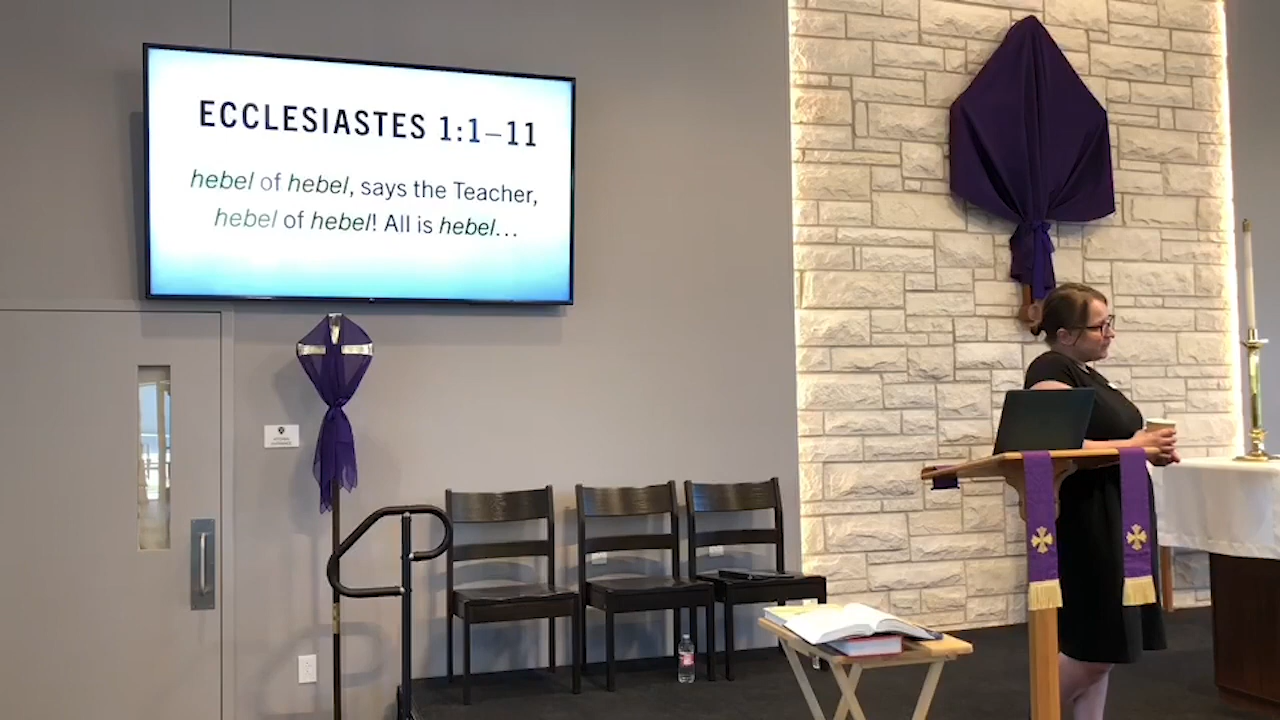 ECCLESIASTES 1:1–11
hebel of hebel, says the Teacher,
hebel of hebel! All is hebel...